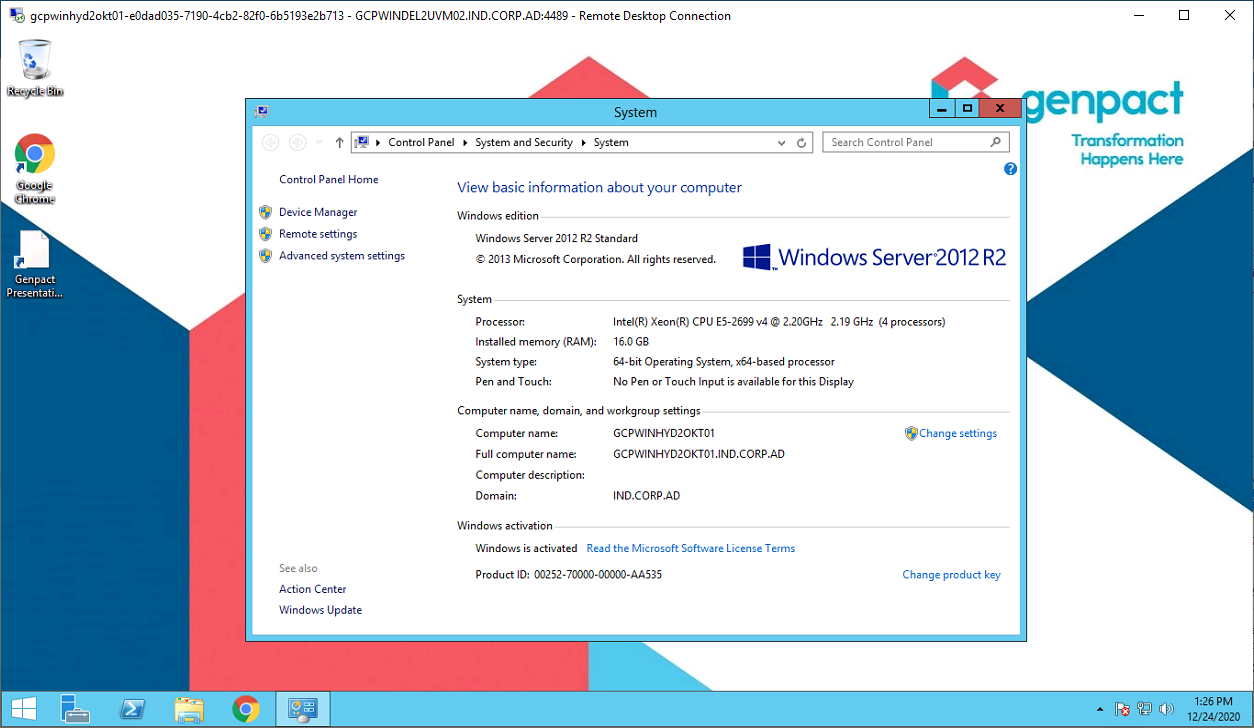 gcpwinhyd2okt01-e0dad035-7190-4cb2-82f0-6b5193e2b713 - GCPWINDEL2UVM02.IND.CORP.AD:4489 - Remote Desktop Connection
Recycle Bin
Google
Chrome
Genpact
Presentati...
genpact
Transformation
Happens Here
System
Control Panel System and Security System
Search Control Panel
Control Panel Home
Device Manager
Remote settings
Advanced system settings
See also
Action Center
Windows Update
?
View basic information about your computer
Windows edition
Windows Server 2012 R2 Standard
© 2013 Microsoft Corporation. All rights reserved.
Windows Server®2012 R2
System
Processor: Intel(R) Xeon(R) CPU E5-2699 v4 @ 2.20GHz 2.19 GHz (4 processors)
Installed memory (RAM): 16.0 GB
System type: 64-bit Operating System, x64-based processor
Pen and Touch: No Pen or Touch Input is available for this Display
Computer name, domain, and workgroup settings
Computer name: GCPWINHYD2OKT01 Change settings
Full computer name: GCPWINHYD2OKT01.IND.CORP.AD
Computer description:
Domain: IND.CORP.AD
Windows activation
Windows is activated Read the Microsoft Software License Terms
Product ID: 00252-70000-00000-AA535 Change product key
1:26 PM
12/24/2020